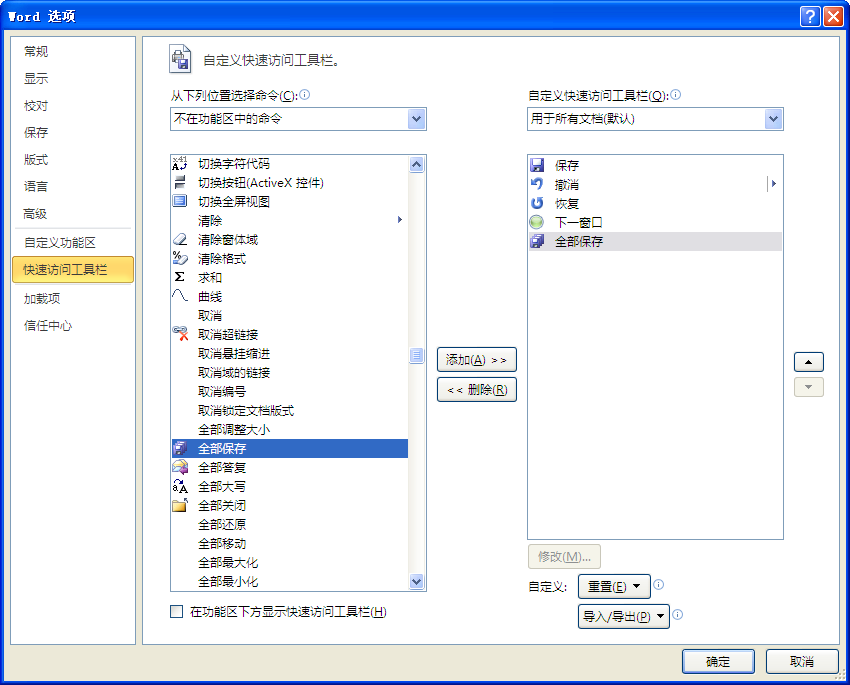 Word 选项
常规
显示
校对
保存
版式
语言
高级
自定义功能区
快速访问工具栏
加载项
信任中心
自定义快速访问工具栏。
从下列位置选择命令(C):
不在功能区中的命令
切换字符代码
切换按钮(ActiveX 控件)
切换全屏视图
清除
清除窗体域
清除格式
求和
曲线
取消
取消超链接
取消悬挂缩进
取消域的链接
取消编号
取消锁定文档版式
全部调整大小
全部保存
全部答复
全部大写
全部关闭
全部还原
全部移动
全部最大化
全部最小化
在功能区下方显示快速访问工具栏(H)
添加(A) >>
<< 删除(R)
自定义快速访问工具栏(Q):
用于所有文档(默认)
保存
撤消
恢复
下一窗口
全部保存
修改(M)...
自定义:
重置(E)
导入/导出(P)
确定
取消